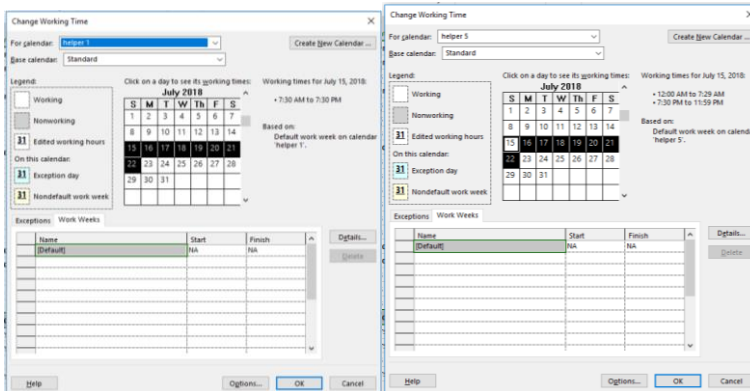 Change Working Time
For calendar: helper 1
Create New Calendar ...
Base calendar: Standard
Legend:
Working
Nonworking
31 Edited working hours
On this calendar:
31 Exception day
31 Nondefault work week
Click on a day to see its working times:
July 2018
S M T W Th F S
1 2 3 4 5 6 7
8 9 10 11 12 13 14
15 16 17 18 19 20 21
22 23 24 25 26 27 28
29 30 31
Working times for July 15, 2018:
• 7:30 AM to 7:30 PM
Based on:
Default work week on calendar
'helper 1'.
Exceptions Work Weeks
Name Start Finish
[Default] NA NA
Details...
Delete
Help Options... OK Cancel
Change Working Time
For calendar: helper 5
Create New Calendar ...
Base calendar: Standard
Legend:
Working
Nonworking
31 Edited working hours
On this calendar:
31 Exception day
31 Nondefault work week
Click on a day to see its working times:
July 2018
S M T W Th F S
1 2 3 4 5 6 7
8 9 10 11 12 13 14
15 16 17 18 19 20 21
22 23 24 25 26 27 28
29 30 31
Working times for July 15, 2018:
• 12:00 AM to 7:29 AM
• 7:30 PM to 11:59 PM
Based on:
Default work week on calenda
'helper 5'.
Exceptions Work Weeks
Name Start Finish
[Default] NA NA
Details...
Delete
Help Options... OK Cancel